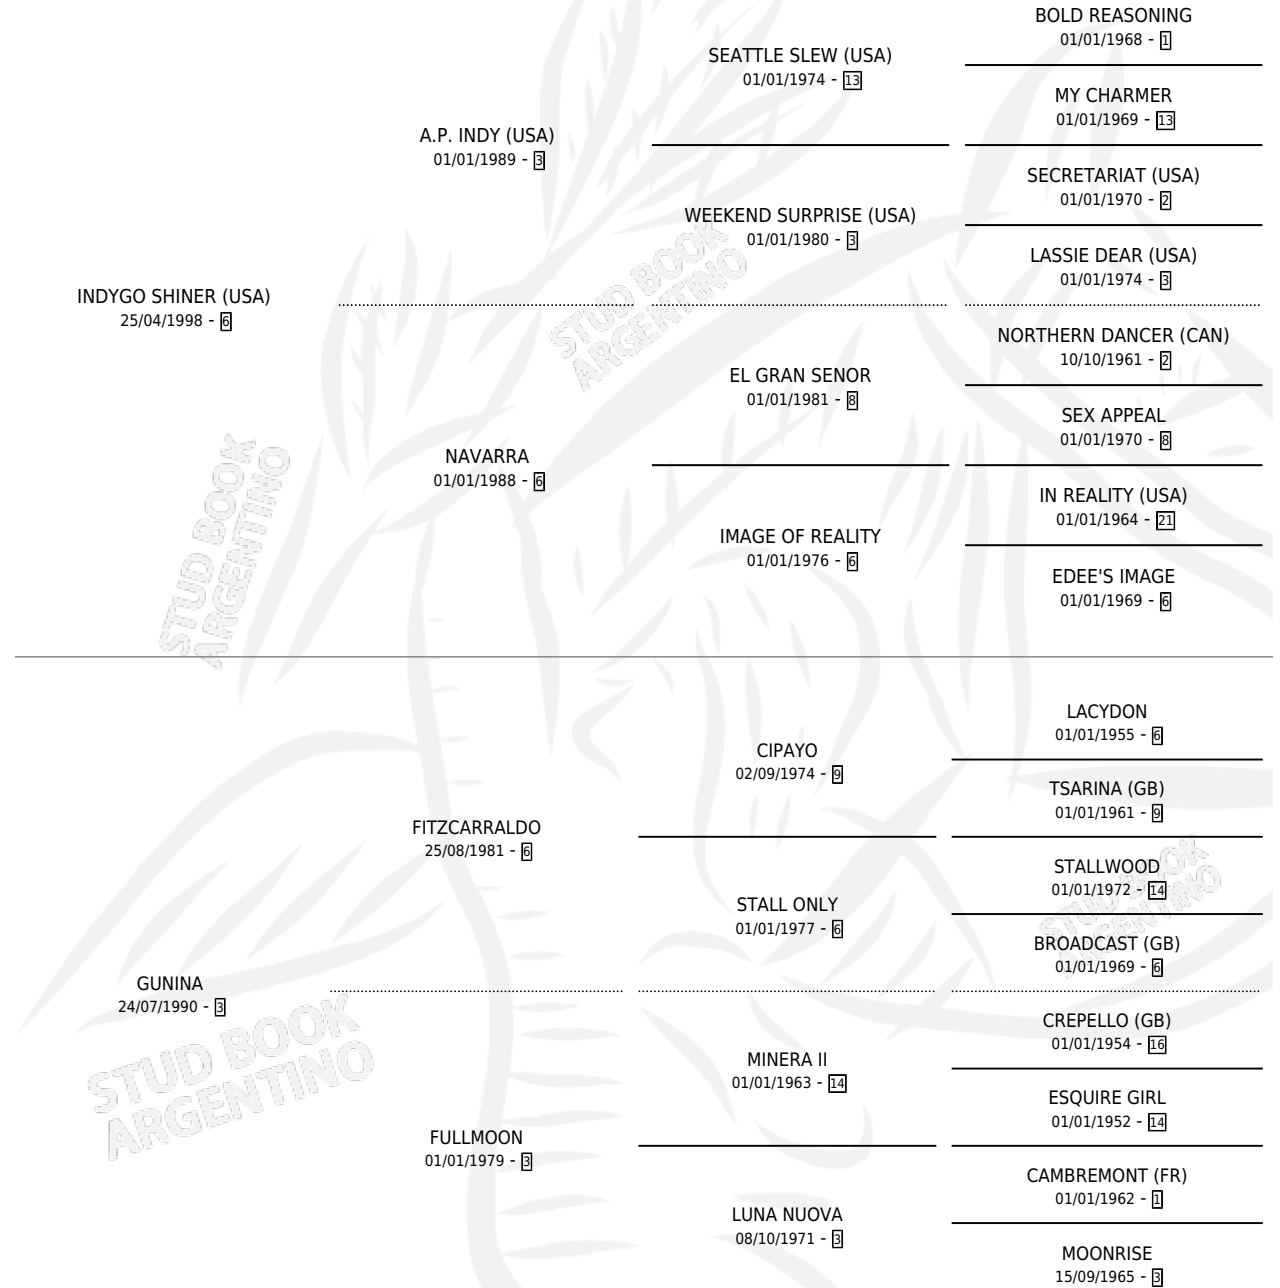 BOLD REASONING
01/01/1968 - 1
SEATTLE SLEW (USA)
01/01/1974 - 13
MY CHARMER
01/01/1969 - 13
A.P. INDY (USA)
01/01/1989 - 3
SECRETARIAT (USA)
01/01/1970 - 2
WEEKEND SURPRISE (USA)
01/01/1980 - 3
LASSIE DEAR (USA)
01/01/1974 - 3
INDYGO SHINER (USA)
25/04/1998 - 6
STUD BOOK
ARGENTINO
NORTHERN DANCER (CAN)
10/10/1961 - 2
EL GRAN SENOR
01/01/1981 - 8
SEX APPEAL
01/01/1970 - 8
NAVARRA
01/01/1988 - 6
IN REALITY (USA)
01/01/1964 - 21
IMAGE OF REALITY
01/01/1976 - 6
EDEE'S IMAGE
01/01/1969 - 6
STUD BOOK
ARGENTINO
LACYDON
01/01/1955 - 6
CIPAYO
02/09/1974 - 9
TSARINA (GB)
01/01/1961 - 9
FITZCARRALDO
25/08/1981 - 6
STALLWOOD
01/01/1972 - 14
STALL ONLY
01/01/1977 - 6
BROADCAST (GB)
01/01/1969 - 6
STUD BOOK
ARGENTINO
GUNINA
24/07/1990 - 3
CREPELLO (GB)
01/01/1954 - 16
MINERA II
01/01/1963 - 14
ESQUIRE GIRL
01/01/1952 - 14
STUD BOOK
ARGENTINO
FULLMOON
01/01/1979 - 3
CAMBREMONT (FR)
01/01/1962 - 1
LUNA NUOVA
08/10/1971 - 3
MOONRISE
15/09/1965 - 3